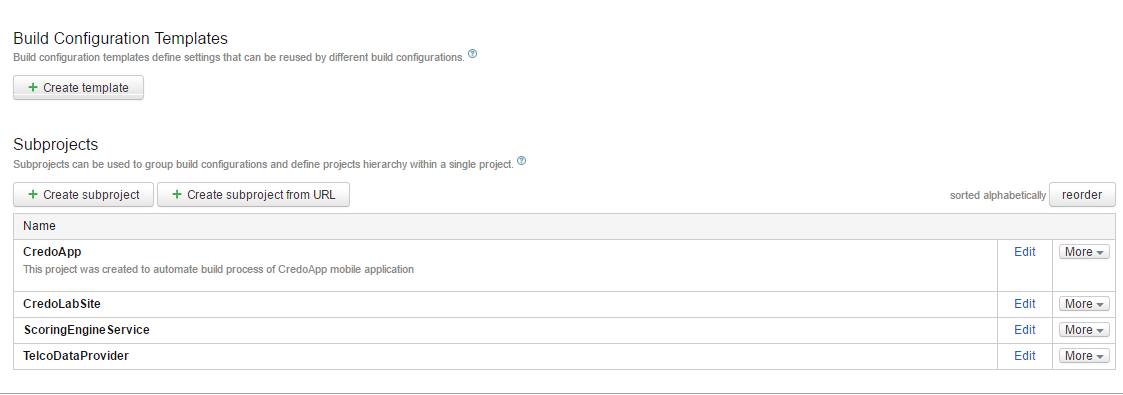 Build Configuration Templates
Build configuration templates define settings that can be reused by different build configurations. ?
+ Create template
Subprojects
Subprojects can be used to group build configurations and define projects hierarchy within a single project. ?
+ Create subproject + Create subproject from URL sorted alphabetically reorder
Name
CredoApp Edit More
This project was created to automate build process of CredoApp mobile application
CredoLabSite Edit More
ScoringEngineService Edit More
TelcoDataProvider Edit More